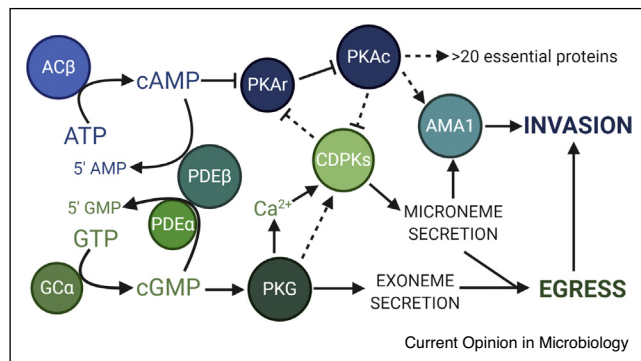 ACβ
cAMP
PKAr
PKAc
>20 essential proteins
ATP
AMA1
INVASION
5' AMP
PDEβ
CDPKs
5' GMP
PDEα
Ca²⁺
MICRONEME
SECRETION
GTP
GCα
cGMP
PKG
EXONEME
SECRETION
EGRESS
Current Opinion in Microbiology